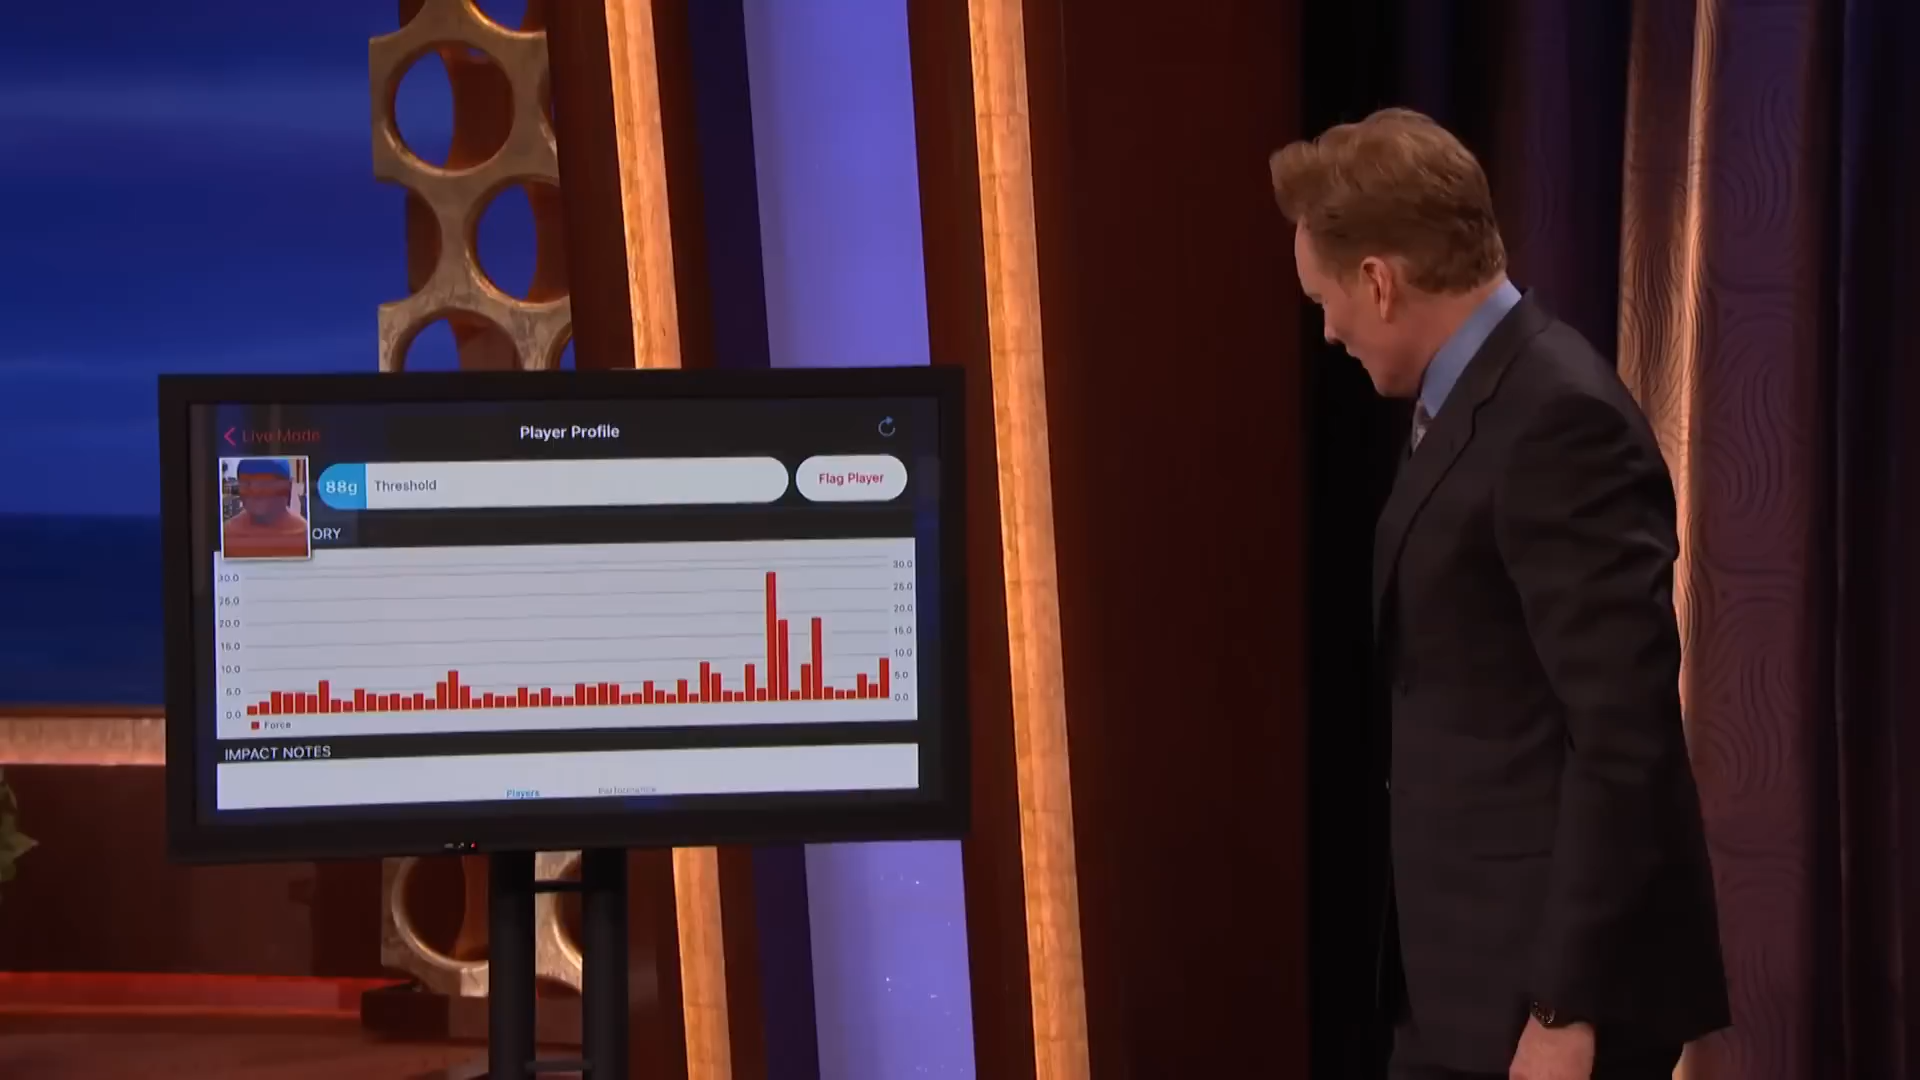 Live Mode
Player Profile
88g Threshold
Flag Player
ORY
30.0 30.0
25.0 25.0
20.0 20.0
15.0 15.0
10.0 10.0
5.0 5.0
0.0 0.0
Force
IMPACT NOTES
Players Performance